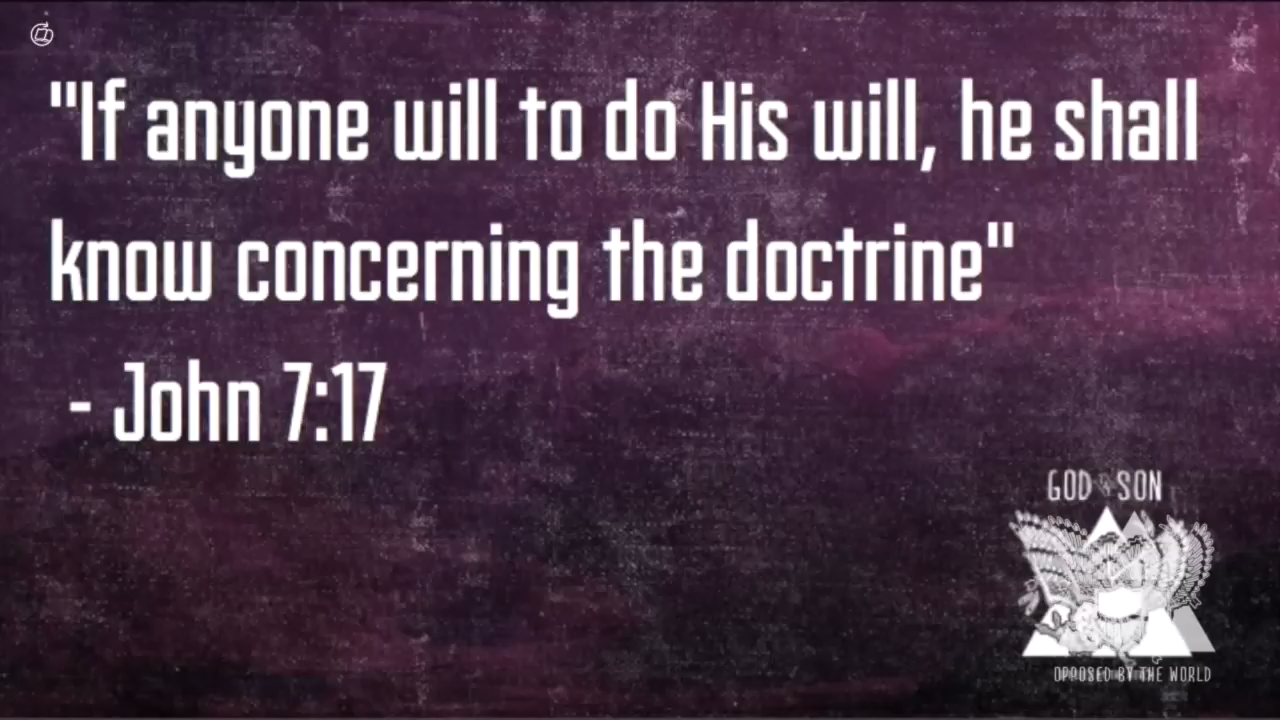 "If anyone will to do His will, he shall
know concerning the doctrine"
- John 7:17
GOD & SON
OPPOSED BY THE WORLD